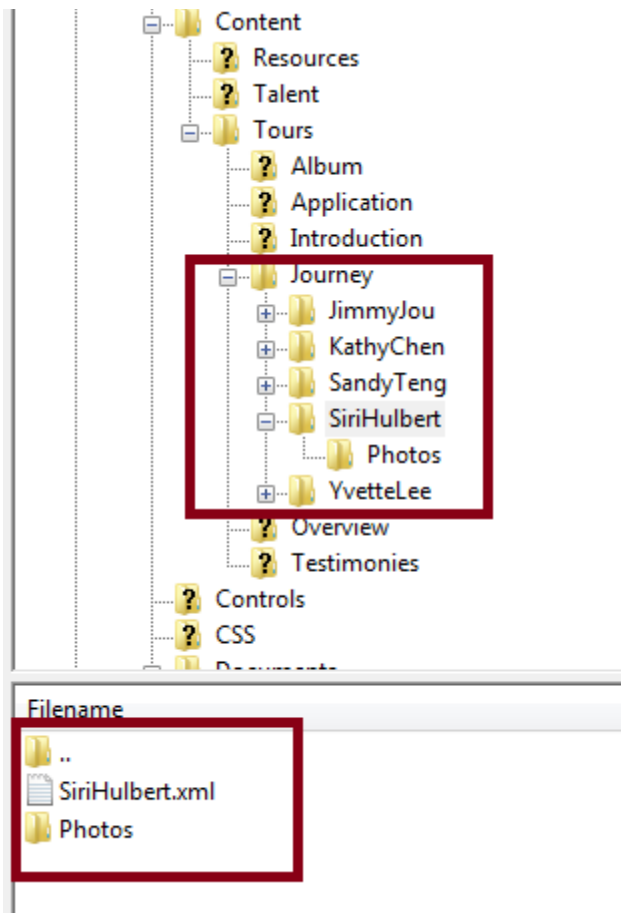 Content
Resources
Talent
Tours
Album
Application
Introduction
Journey
JimmyJou
KathyChen
SandyTeng
SiriHulbert
Photos
YvetteLee
Overview
Testimonies
Controls
CSS
Documents
Filename
..
SiriHulbert.xml
Photos